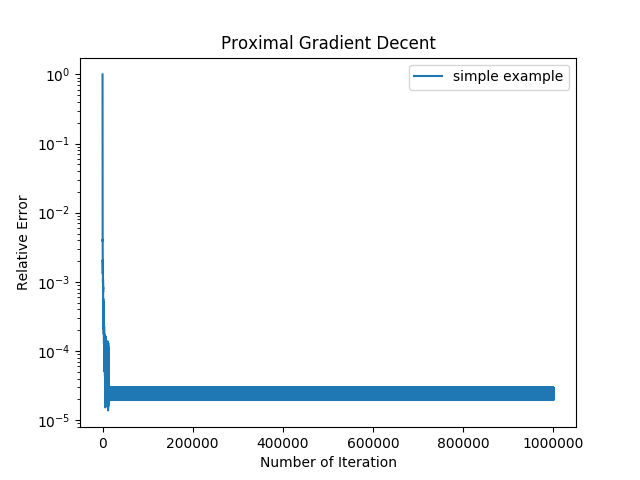 Proximal Gradient Decent
simple example
Relative Error
10^0
10^-1
10^-2
10^-3
10^-4
10^-5
0 200000 400000 600000 800000 1000000
Number of Iteration